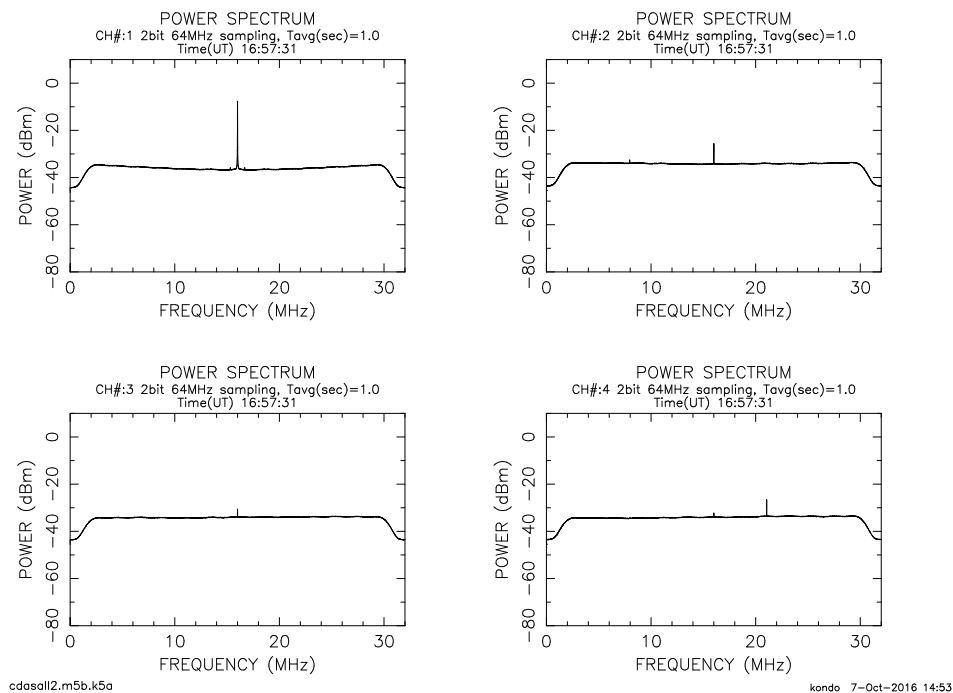 POWER SPECTRUM
CH#:1 2bit 64MHz sampling, Tavg(sec)=1.0
Time(UT) 16:57:31
0
−20
−40
−60
−80
POWER (dBm)
0 10 20 30
FREQUENCY (MHz)
POWER SPECTRUM
CH#:2 2bit 64MHz sampling, Tavg(sec)=1.0
Time(UT) 16:57:31
0
−20
−40
−60
−80
POWER (dBm)
0 10 20 30
FREQUENCY (MHz)
POWER SPECTRUM
CH#:3 2bit 64MHz sampling, Tavg(sec)=1.0
Time(UT) 16:57:31
0
−20
−40
−60
−80
POWER (dBm)
0 10 20 30
FREQUENCY (MHz)
POWER SPECTRUM
CH#:4 2bit 64MHz sampling, Tavg(sec)=1.0
Time(UT) 16:57:31
0
−20
−40
−60
−80
POWER (dBm)
0 10 20 30
FREQUENCY (MHz)
cdasall2.m5b.k5a
kondo 7-Oct-2016 14:53